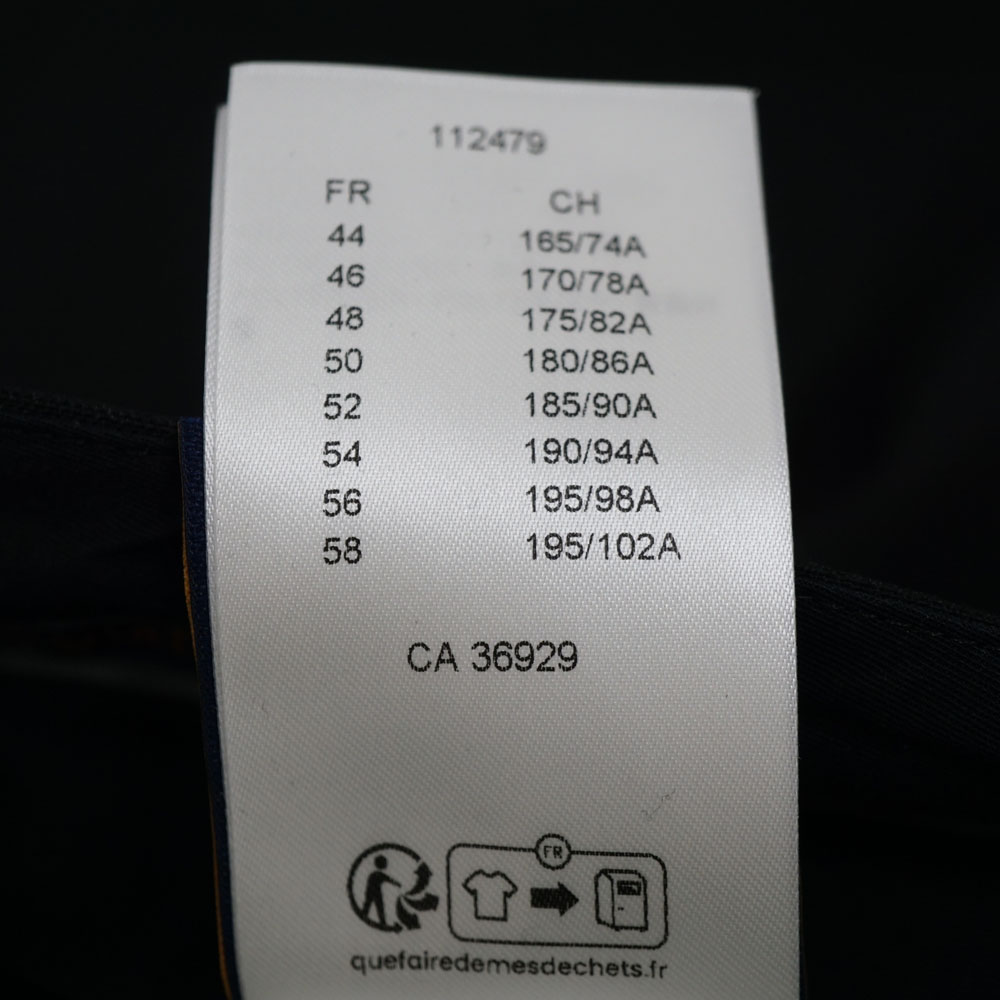 112479
FR CH
44 165/74A
46 170/78A
48 175/82A
50 180/86A
52 185/90A
54 190/94A
56 195/98A
58 195/102A
CA 36929
FR
quefairedemesdechets.fr